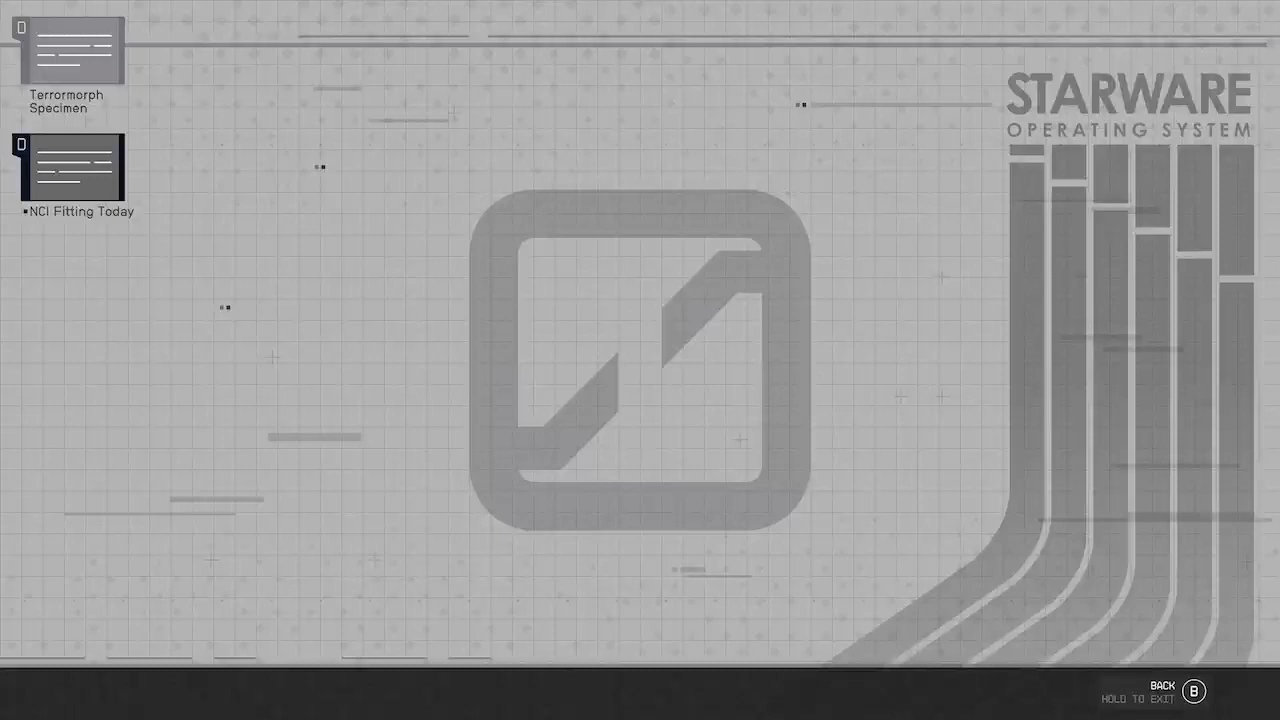 Terrormorph
Specimen
NCI Fitting Today
STARWARE
OPERATING SYSTEM
BACK
HOLD TO EXIT
B